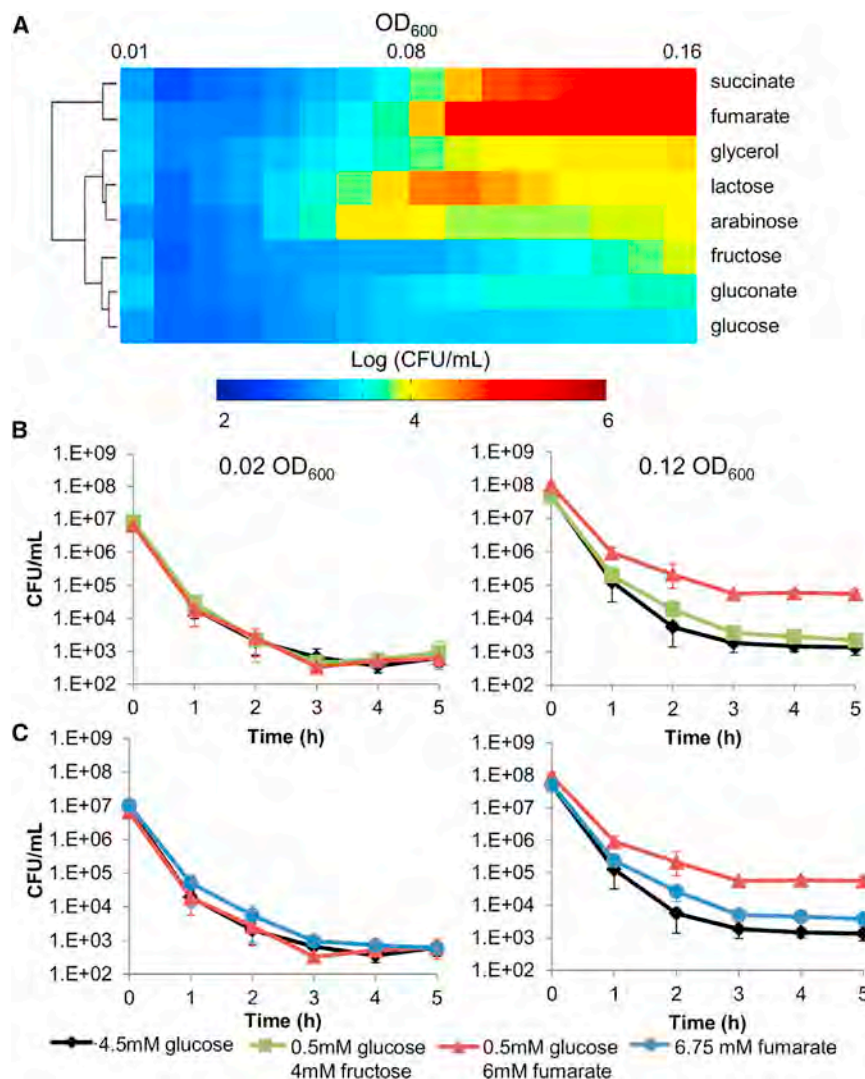 A
OD600
0.01 0.08 0.16
succinate
fumarate
glycerol
lactose
arabinose
fructose
gluconate
glucose
Log (CFU/mL)
2 4 6
B
0.02 OD600
CFU/mL
1.E+09
1.E+08
1.E+07
1.E+06
1.E+05
1.E+04
1.E+03
1.E+02
0 1 2 3 4 5
Time (h)
0.12 OD600
1.E+09
1.E+08
1.E+07
1.E+06
1.E+05
1.E+04
1.E+03
1.E+02
0 1 2 3 4 5
Time (h)
C
CFU/mL
1.E+09
1.E+08
1.E+07
1.E+06
1.E+05
1.E+04
1.E+03
1.E+02
0 1 2 3 4 5
Time (h)
1.E+09
1.E+08
1.E+07
1.E+06
1.E+05
1.E+04
1.E+03
1.E+02
0 1 2 3 4 5
Time (h)
4.5mM glucose
0.5mM glucose
4mM fructose
0.5mM glucose
6mM fumarate
6.75 mM fumarate